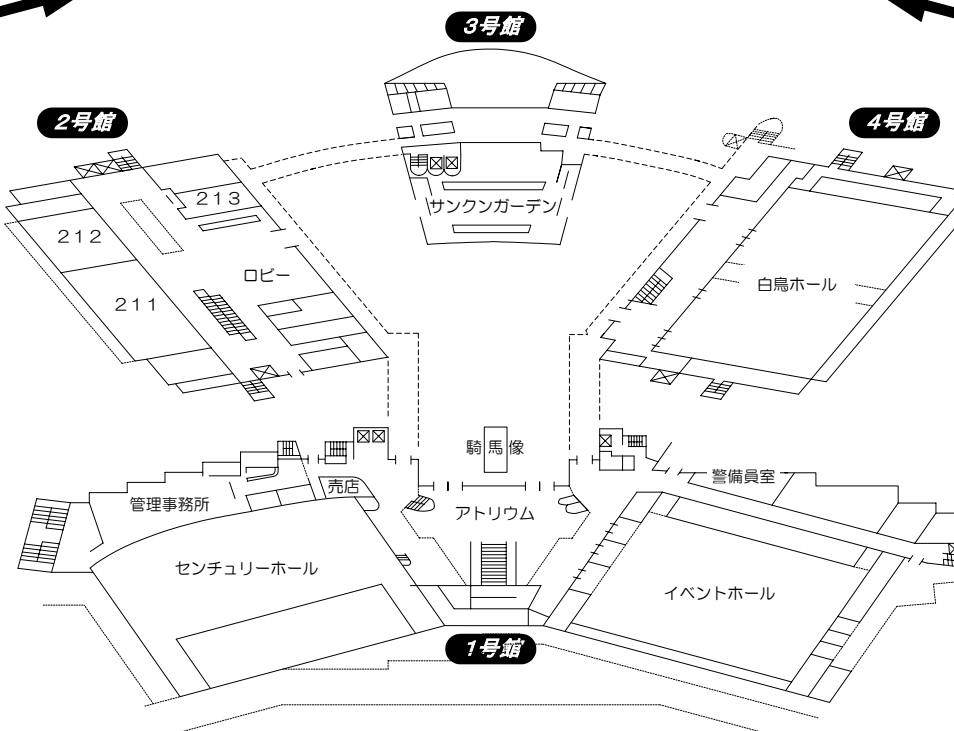 3号館
2号館
4号館
213
212
サンクンガーデン
ロビー
白鳥ホール
211
騎馬像
警備員室
売店
管理事務所
アトリウム
センチュリーホール
イベントホール
1号館